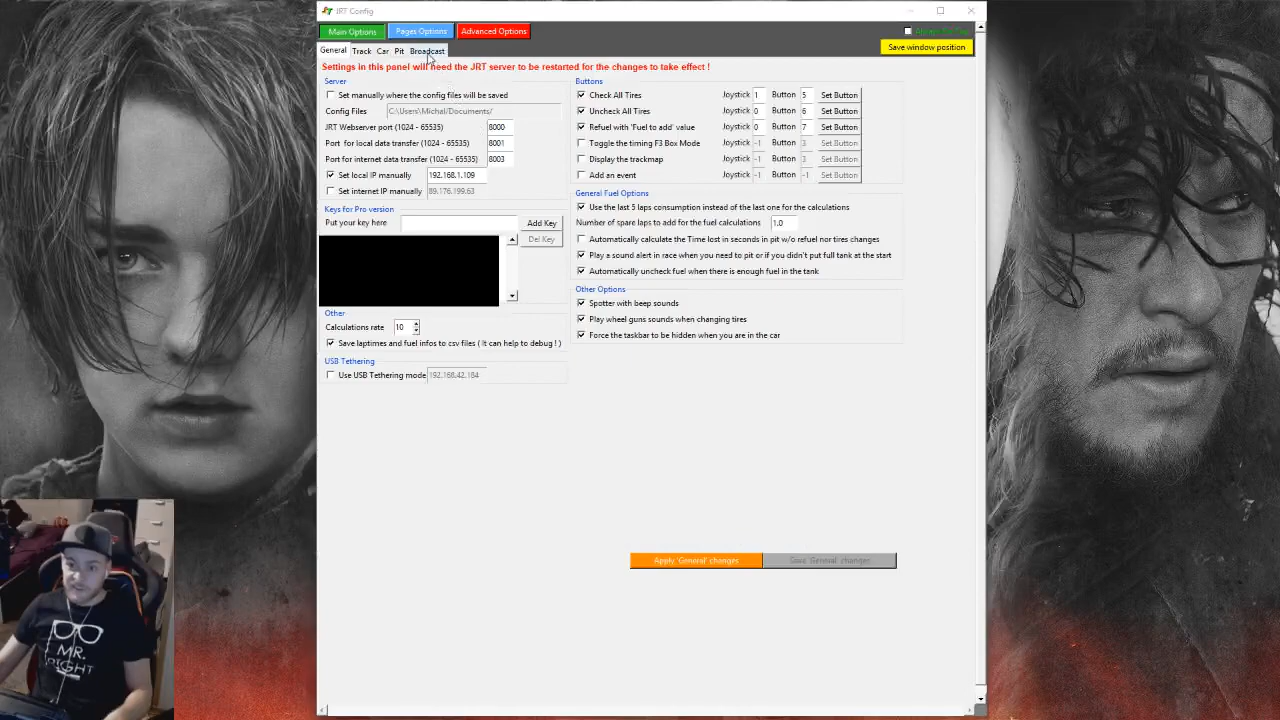 JRT Config
Main Options
Pages Options
Advanced Options
Save window position
General
Track
Car
Pit
Broadcast
Settings in this panel will need the JRT server to be restarted for the changes to take effect !
Server
Set manually where the config files will be saved
Config Files C:\Users\Michal/Documents/
JRT Webserver port (1024 - 65535) 8000
Port for local data transfer (1024 - 65535) 8001
Port for internet data transfer (1024 - 65535) 8003
Set local IP manually 192.168.1.109
Set internet IP manually 89.176.199.63
Keys for Pro version
Put your key here
Add Key
Del Key
Other
Calculations rate 10
Save laptimes and fuel infos to csv files ( It can help to debug ! )
USB Tethering
Use USB Tethering mode 192.168.42.184
Buttons
Check All Tires Joystick 1 Button 5 Set Button
Uncheck All Tires Joystick 0 Button 6 Set Button
Refuel with 'Fuel to add' value Joystick 0 Button 7 Set Button
Toggle the timing F3 Box Mode Joystick -1 Button 3 Set Button
Display the trackmap Joystick -1 Button 3 Set Button
Add an event Joystick -1 Button -1 Set Button
General Fuel Options
Use the last 5 laps consumption instead of the last one for the calculations
Number of spare laps to add for the fuel calculations 1.0
Automatically calculate the Time lost in seconds in pit w/o refuel nor tires changes
Play a sound alert in race when you need to pit or if you didn't put full tank at the start
Automatically uncheck fuel when there is enough fuel in the tank
Other Options
Spotter with beep sounds
Play wheel guns sounds when changing tires
Force the taskbar to be hidden when you are in the car
Apply 'General' changes
Save 'General' changes
MR.
RIGHT